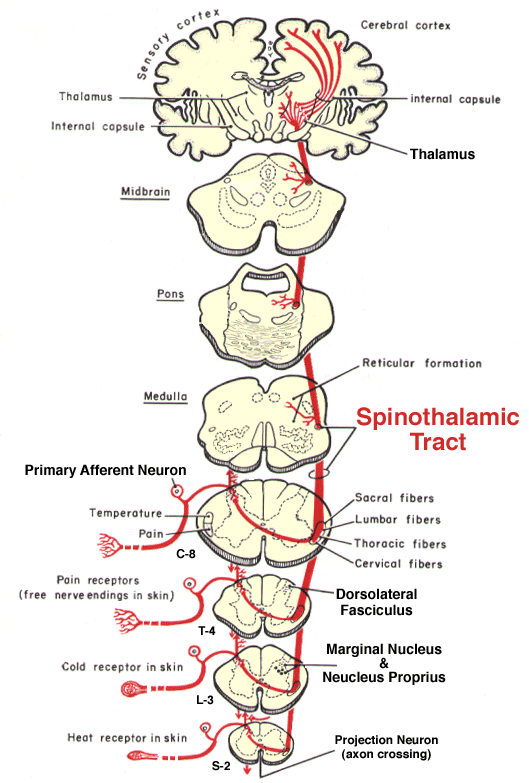 Sensory cortex
Cerebral cortex
Thalamus
internal capsule
Internal capsule
Thalamus
Midbrain
Pons
Reticular formation
Medulla
Spinothalamic
Tract
Primary Afferent Neuron
Sacral fibers
Temperature
Lumbar fibers
Pain
Thoracic fibers
C-8
Cervical fibers
Pain receptors
(free nerve endings in skin)
Dorsolateral
Fasciculus
T-4
Marginal Nucleus
&
Neucleus Proprius
Cold receptor in skin
L-3
Heat receptor in skin
Projection Neuron
(axon crossing)
S-2